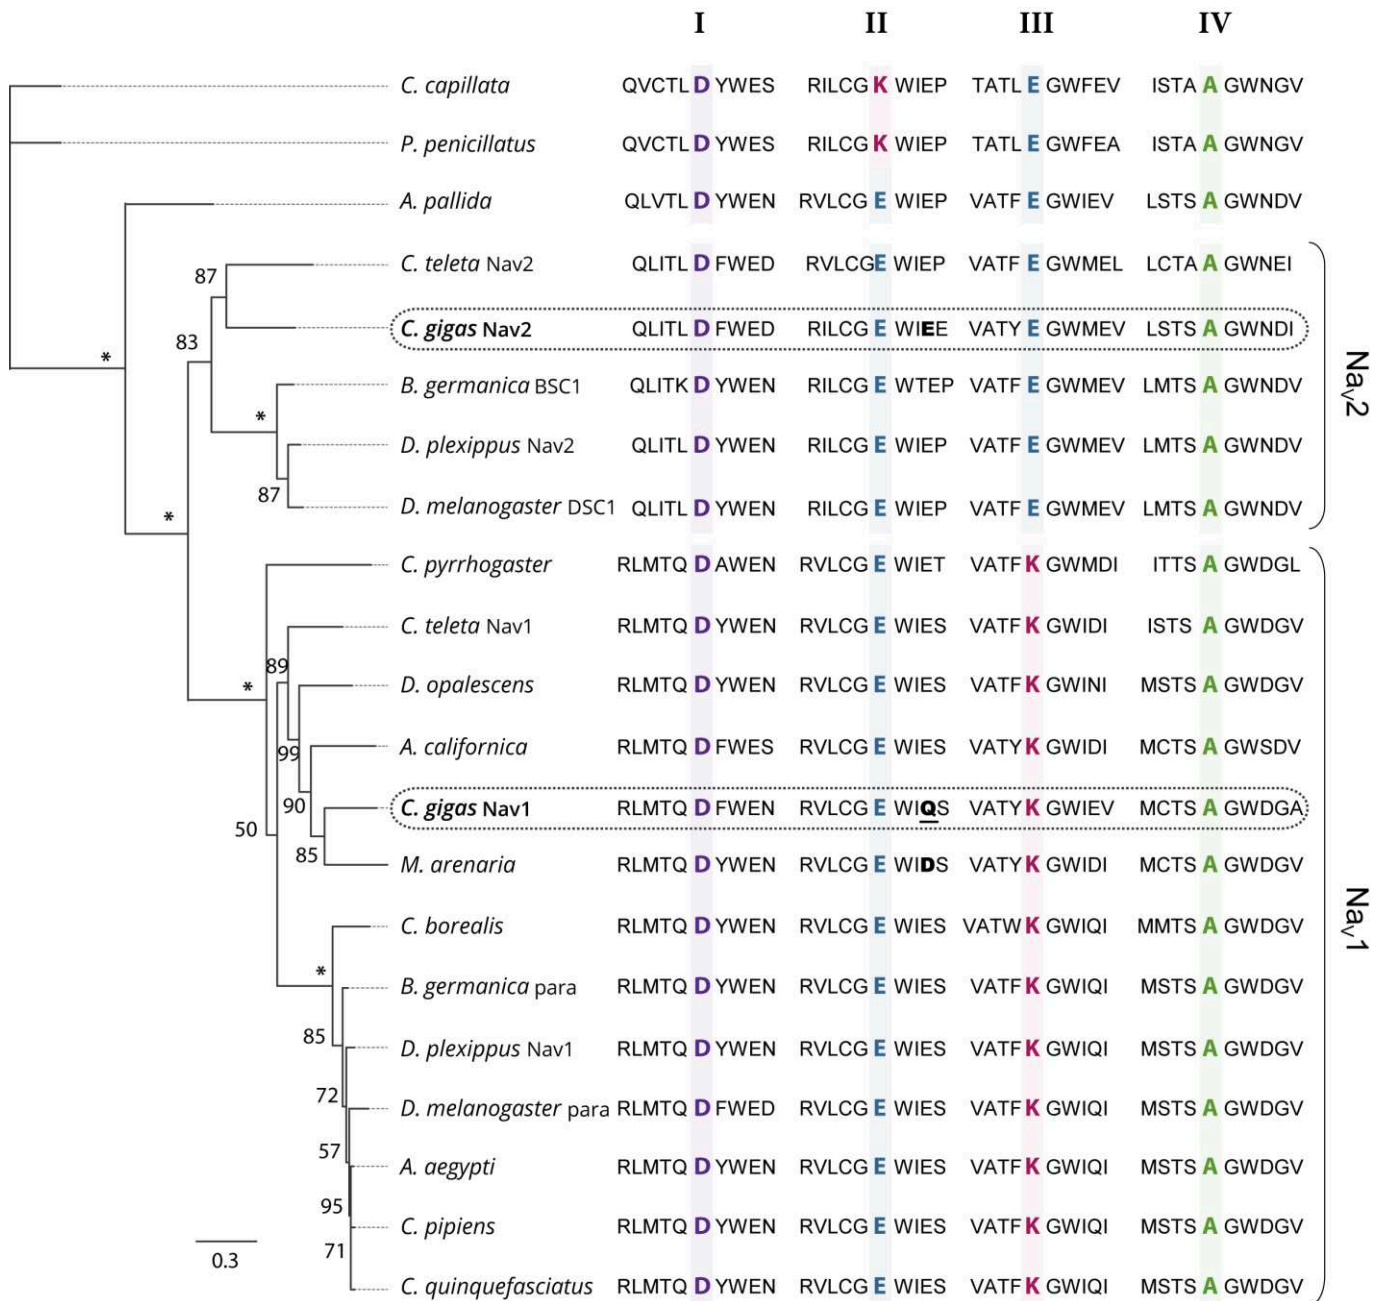 I II III IV
C. capillata QVCTL D YWES RILCG K WIEP TATL E GWFEV ISTA A GWNGV
P. penicillatus QVCTL D YWES RILCG K WIEP TATL E GWFEA ISTA A GWNGV
A. pallida QLVTL D YWEN RVLCG E WIEP VATF E GWIEV LSTS A GWNDV
87 C. teleta Nav2 QLITL D FWED RVLCG E WIEP VATF E GWMEL LCTA A GWNEI
C. gigas Nav2 QLITL D FWED RILCG E WIEE VATY E GWMEV LSTS A GWNDI
83
*
B. germanica BSC1 QLITK D YWEN RILCG E WTEP VATF E GWMEV LMTS A GWNDV
*
D. plexippus Nav2 QLITL D YWEN RILCG E WIEP VATF E GWMEV LMTS A GWNDV
87
D. melanogaster DSC1 QLITL D YWEN RILCG E WIEP VATF E GWMEV LMTS A GWNDV
*
NaV2
C. pyrrhogaster RLMTQ D AWEN RVLCG E WIET VATF K GWMDI ITTS A GWDGL
C. teleta Nav1 RLMTQ D YWEN RVLCG E WIES VATF K GWIDI ISTS A GWDGV
89
*
D. opalescens RLMTQ D YWEN RVLCG E WIES VATF K GWINI MSTS A GWDGV
99
A. californica RLMTQ D FWES RVLCG E WIES VATY K GWIDI MCTS A GWSDV
90
C. gigas Nav1 RLMTQ D FWEN RVLCG E WIQS VATY K GWIEV MCTS A GWDGA
50
85
M. arenaria RLMTQ D YWEN RVLCG E WIDS VATY K GWIDI MCTS A GWDGV
C. borealis RLMTQ D YWEN RVLCG E WIES VATW K GWIQI MMTS A GWDGV
*
B. germanica para RLMTQ D YWEN RVLCG E WIES VATF K GWIQI MSTS A GWDGV
85
D. plexippus Nav1 RLMTQ D YWEN RVLCG E WIES VATF K GWIQI MSTS A GWDGV
72
D. melanogaster para RLMTQ D FWED RVLCG E WIES VATF K GWIQI MSTS A GWDGV
57
A. aegypti RLMTQ D YWEN RVLCG E WIES VATF K GWIQI MSTS A GWDGV
95
C. pipiens RLMTQ D YWEN RVLCG E WIES VATF K GWIQI MSTS A GWDGV
71
C. quinquefasciatus RLMTQ D YWEN RVLCG E WIES VATF K GWIQI MSTS A GWDGV
NaV1
0.3